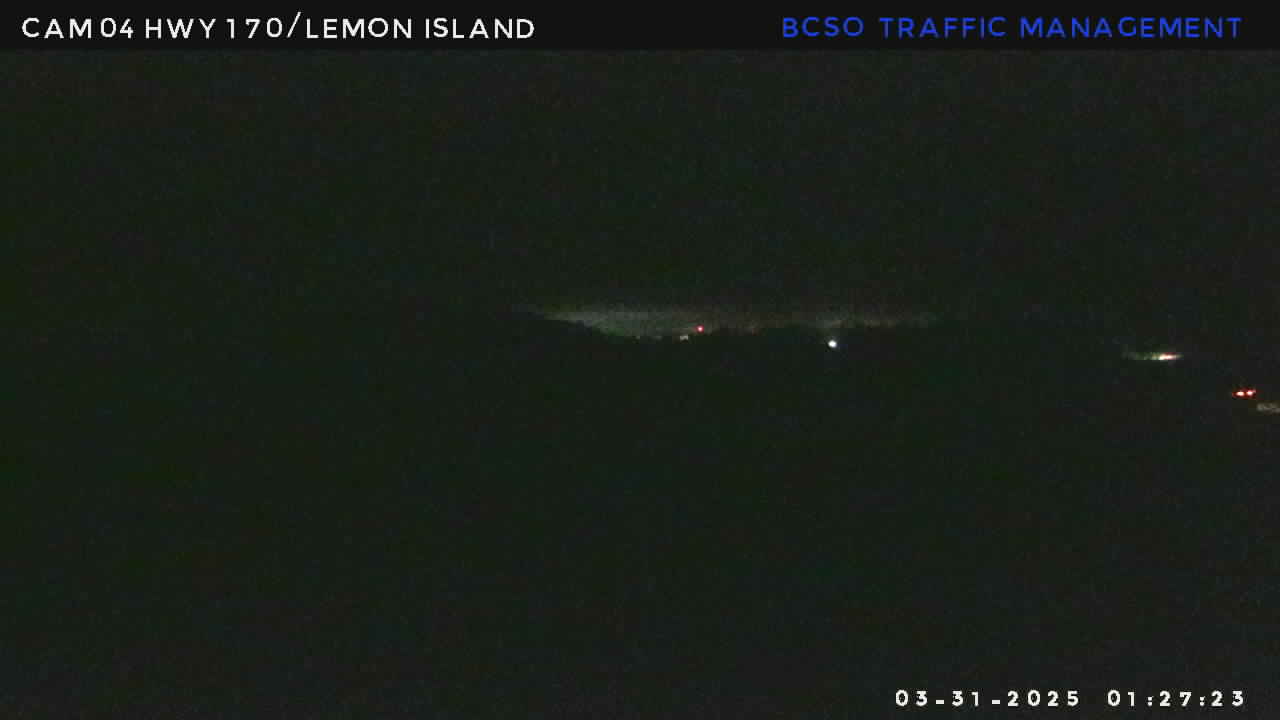 CAM04 HWY 170/LEMON ISLAND
BCSO TRAFFIC MANAGEMENT
03-31-2025 01:27:23